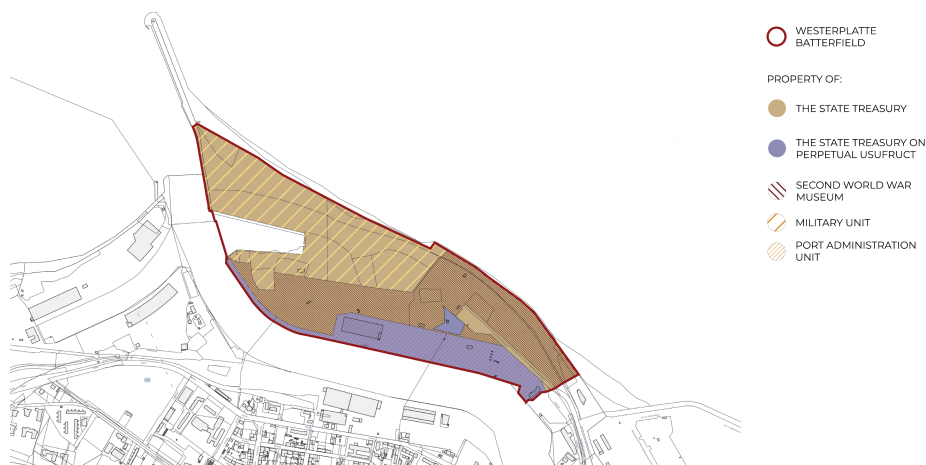 WESTERPLATTE
BATTERFIELD
PROPERTY OF:
THE STATE TREASURY
THE STATE TREASURY ON
PERPETUAL USUFRUCT
SECOND WORLD WAR
MUSEUM
MILITARY UNIT
PORT ADMINISTRATION
UNIT